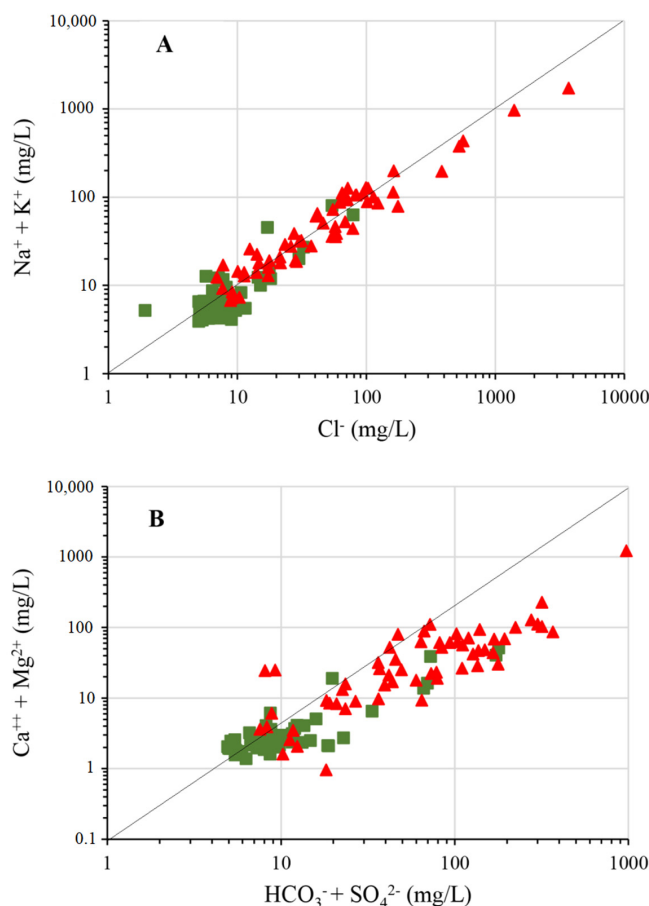 A
10,000
1000
100
10
1
Na⁺ + K⁺ (mg/L)
1 10 100 1000 10000
Cl⁻ (mg/L)
B
10,000
1000
100
10
1
0.1
Ca⁺⁺ + Mg²⁺ (mg/L)
1 10 100 1000
HCO₃⁻ + SO₄²⁻ (mg/L)